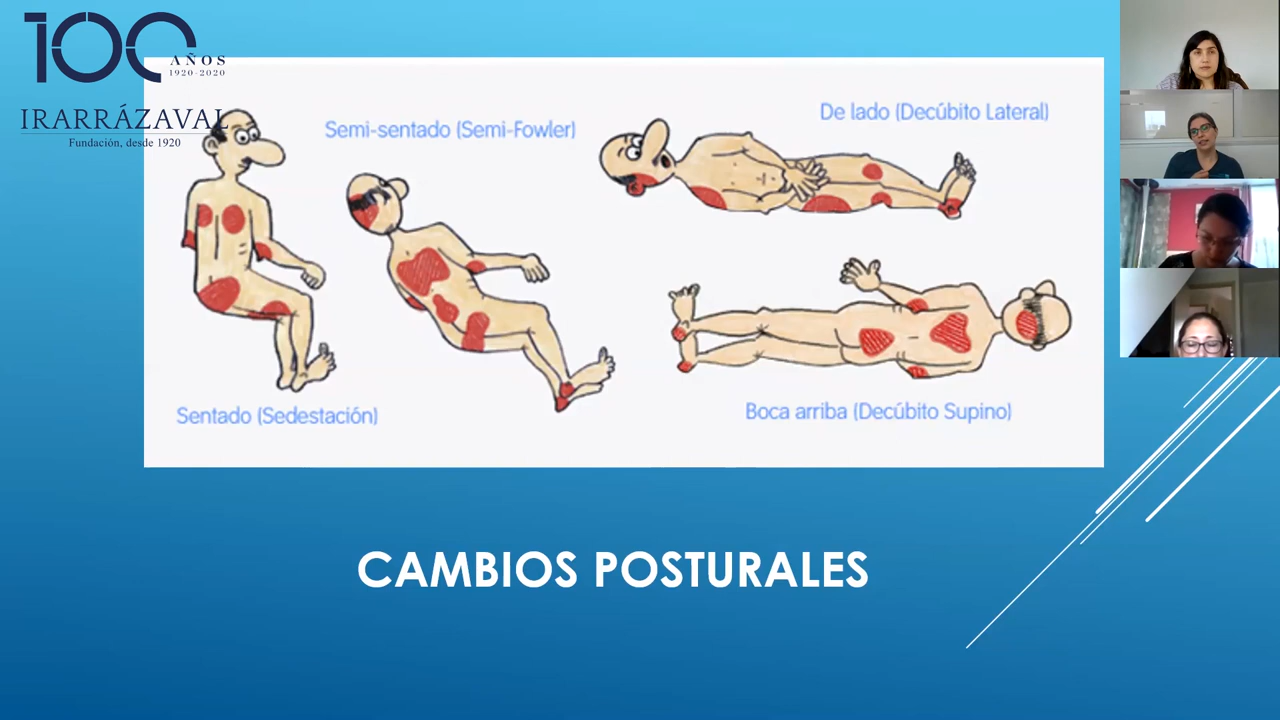 100
AÑOS
1920-2020
IRARRÁZAVAL
Fundación, desde 1920
Semi-sentado (Semi-Fowler)
De lado (Decúbito Lateral)
Sentado (Sedestación)
Boca arriba (Decúbito Supino)
CAMBIOS POSTURALES